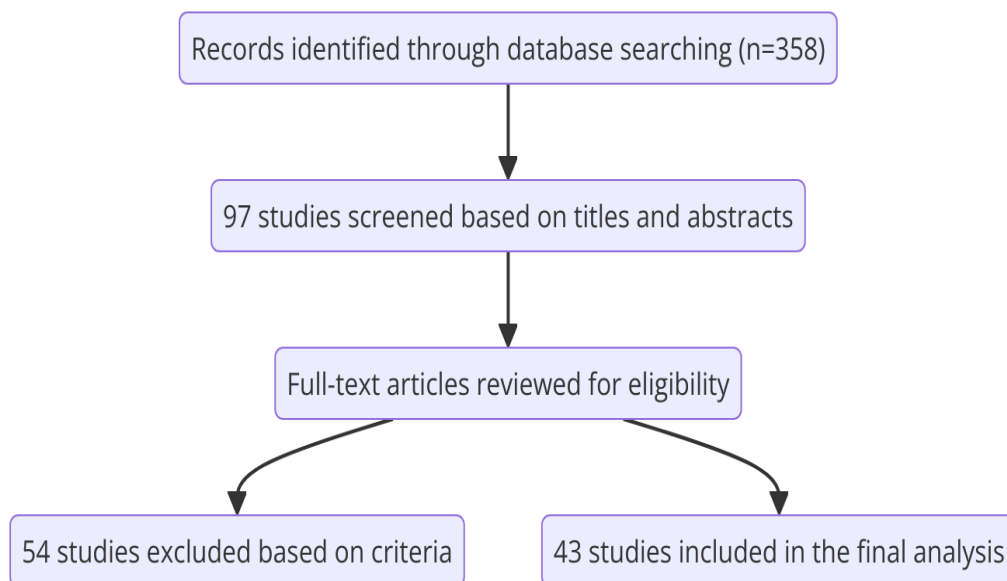 Records identified through database searching (n=358)
97 studies screened based on titles and abstracts
Full-text articles reviewed for eligibility
54 studies excluded based on criteria
43 studies included in the final analysis